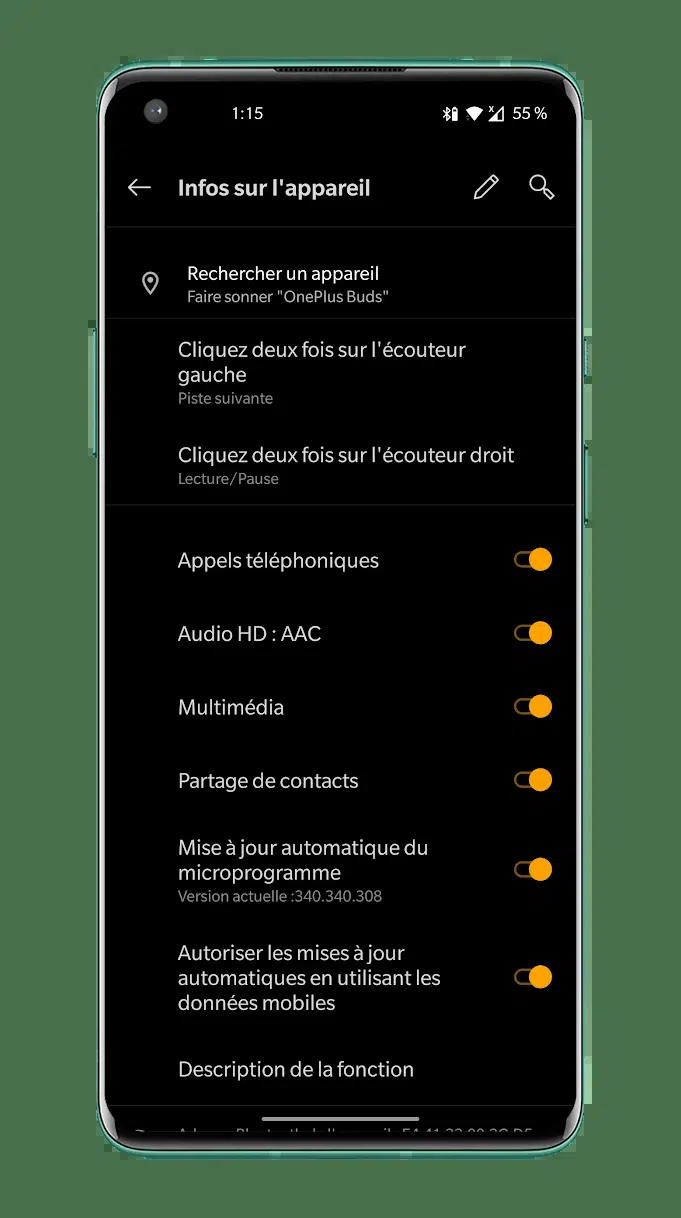 1:15
55 %
Infos sur l'appareil
Rechercher un appareil
Faire sonner "OnePlus Buds"
Cliquez deux fois sur l'écouteur
gauche
Piste suivante
Cliquez deux fois sur l'écouteur droit
Lecture/Pause
Appels téléphoniques
Audio HD : AAC
Multimédia
Partage de contacts
Mise à jour automatique du
microprogramme
Version actuelle :340.340.308
Autoriser les mises à jour
automatiques en utilisant les
données mobiles
Description de la fonction